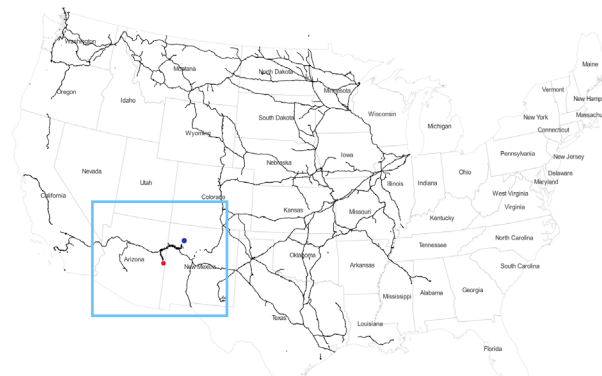 Washington
Montana
North Dakota
Minnesota
Maine
Oregon
Idaho
Vermont
New Hamp
South Dakota
Wisconsin
Wyoming
Michigan
New York
Massachu
Connecticut
Nebraska
Iowa
Pennsylvania
New Jersey
Nevada
Utah
Illinois
Indiana
Ohio
Delaware
Maryland
California
Colorado
West Virginia
Virginia
Kansas
Missouri
Kentucky
North Carolina
Tennessee
Arizona
New Mexico
Oklahoma
Arkansas
South Carolina
Mississippi
Alabama
Georgia
Texas
Louisiana
Florida